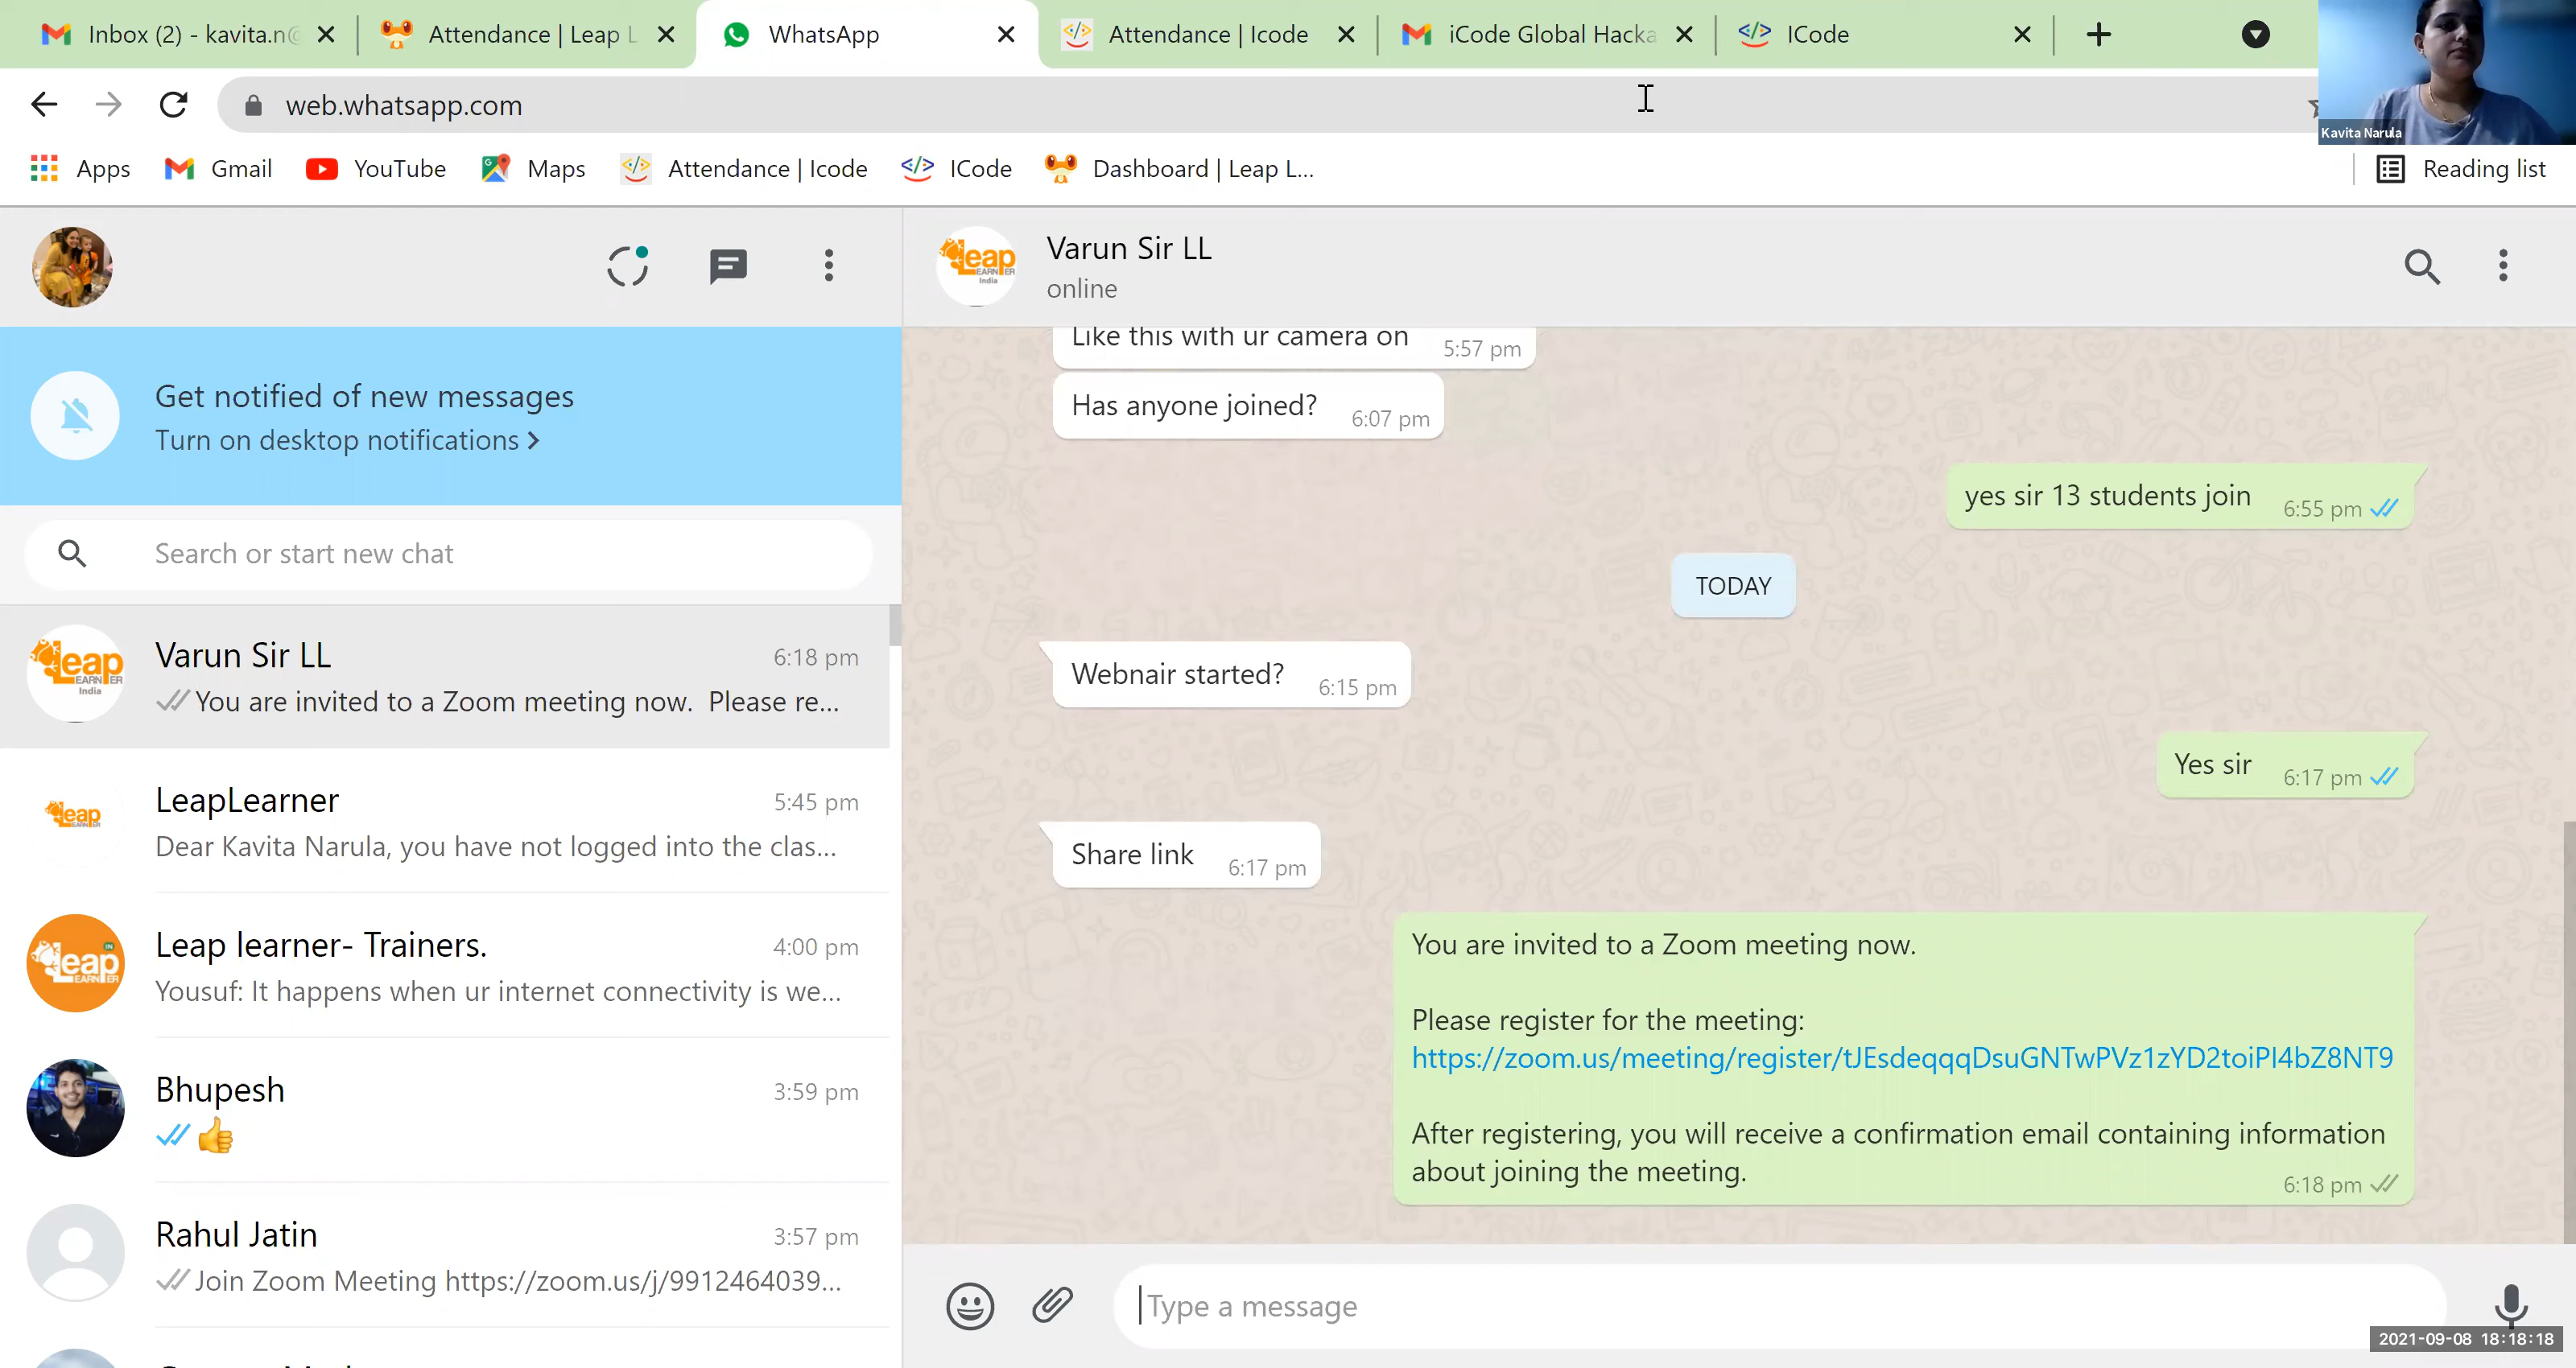 Inbox (2) - kavita.n@
Attendance | Leap L
WhatsApp
Attendance | Icode
iCode Global Hacka
ICode
web.whatsapp.com
Kavita Narula
Apps
Gmail
YouTube
Maps
Attendance | Icode
ICode
Dashboard | Leap L...
Reading list
Get notified of new messages
Turn on desktop notifications
Search or start new chat
Varun Sir LL
6:18 pm
You are invited to a Zoom meeting now. Please re...
LeapLearner
5:45 pm
Dear Kavita Narula, you have not logged into the clas...
Leap learner- Trainers.
4:00 pm
Yousuf: It happens when ur internet connectivity is we...
Bhupesh
3:59 pm
Rahul Jatin
3:57 pm
Join Zoom Meeting https://zoom.us/j/9912464039...
Leap
LEARNER
India
Varun Sir LL
online
Like this with ur camera on 5:57 pm
Has anyone joined? 6:07 pm
yes sir 13 students join 6:55 pm
TODAY
Webnair started? 6:15 pm
Yes sir 6:17 pm
Share link 6:17 pm
You are invited to a Zoom meeting now.
Please register for the meeting:
https://zoom.us/meeting/register/tJEsdeqqqDsuGNTwPVz1zYD2toiPl4bZ8NT9
After registering, you will receive a confirmation email containing information
about joining the meeting.
6:18 pm
Type a message
2021-09-08 18:18:18